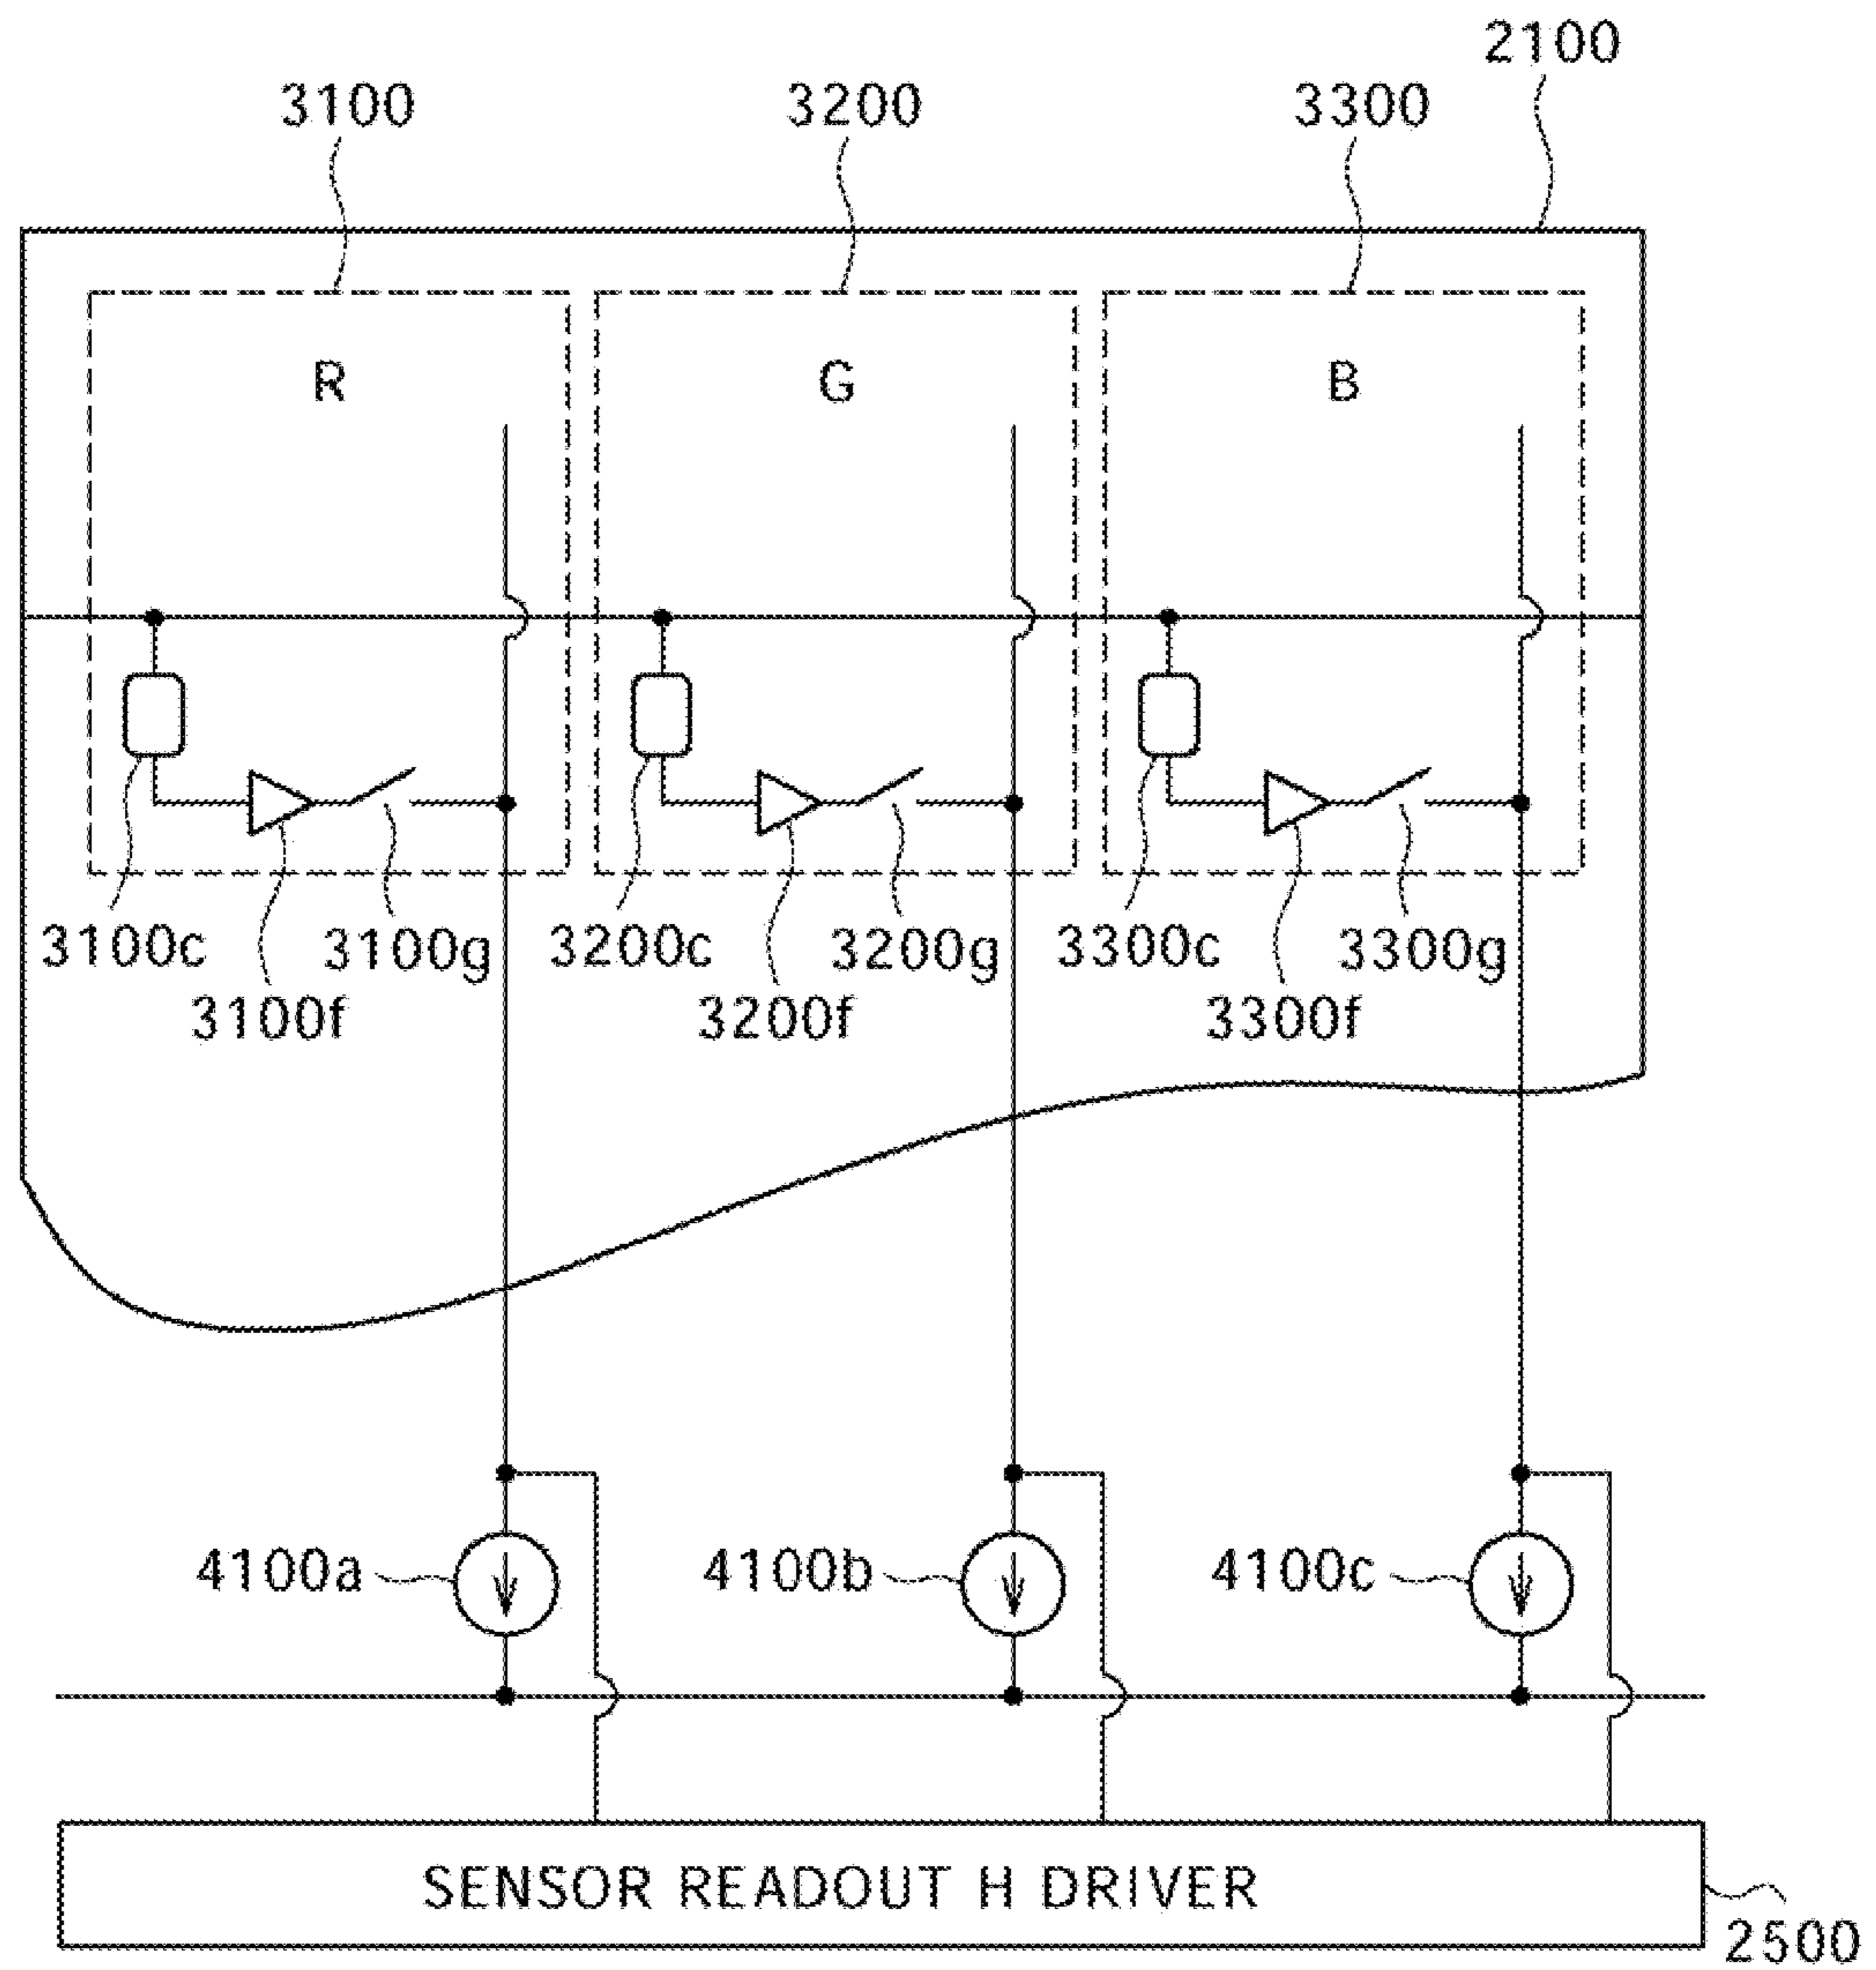 2100
3100 3200 3300
R G B
3100c 3100g 3200c 3200g 3300c 3300g
3100f 3200f 3300f
4100a 4100b 4100c
SENSOR READOUT H DRIVER
2500